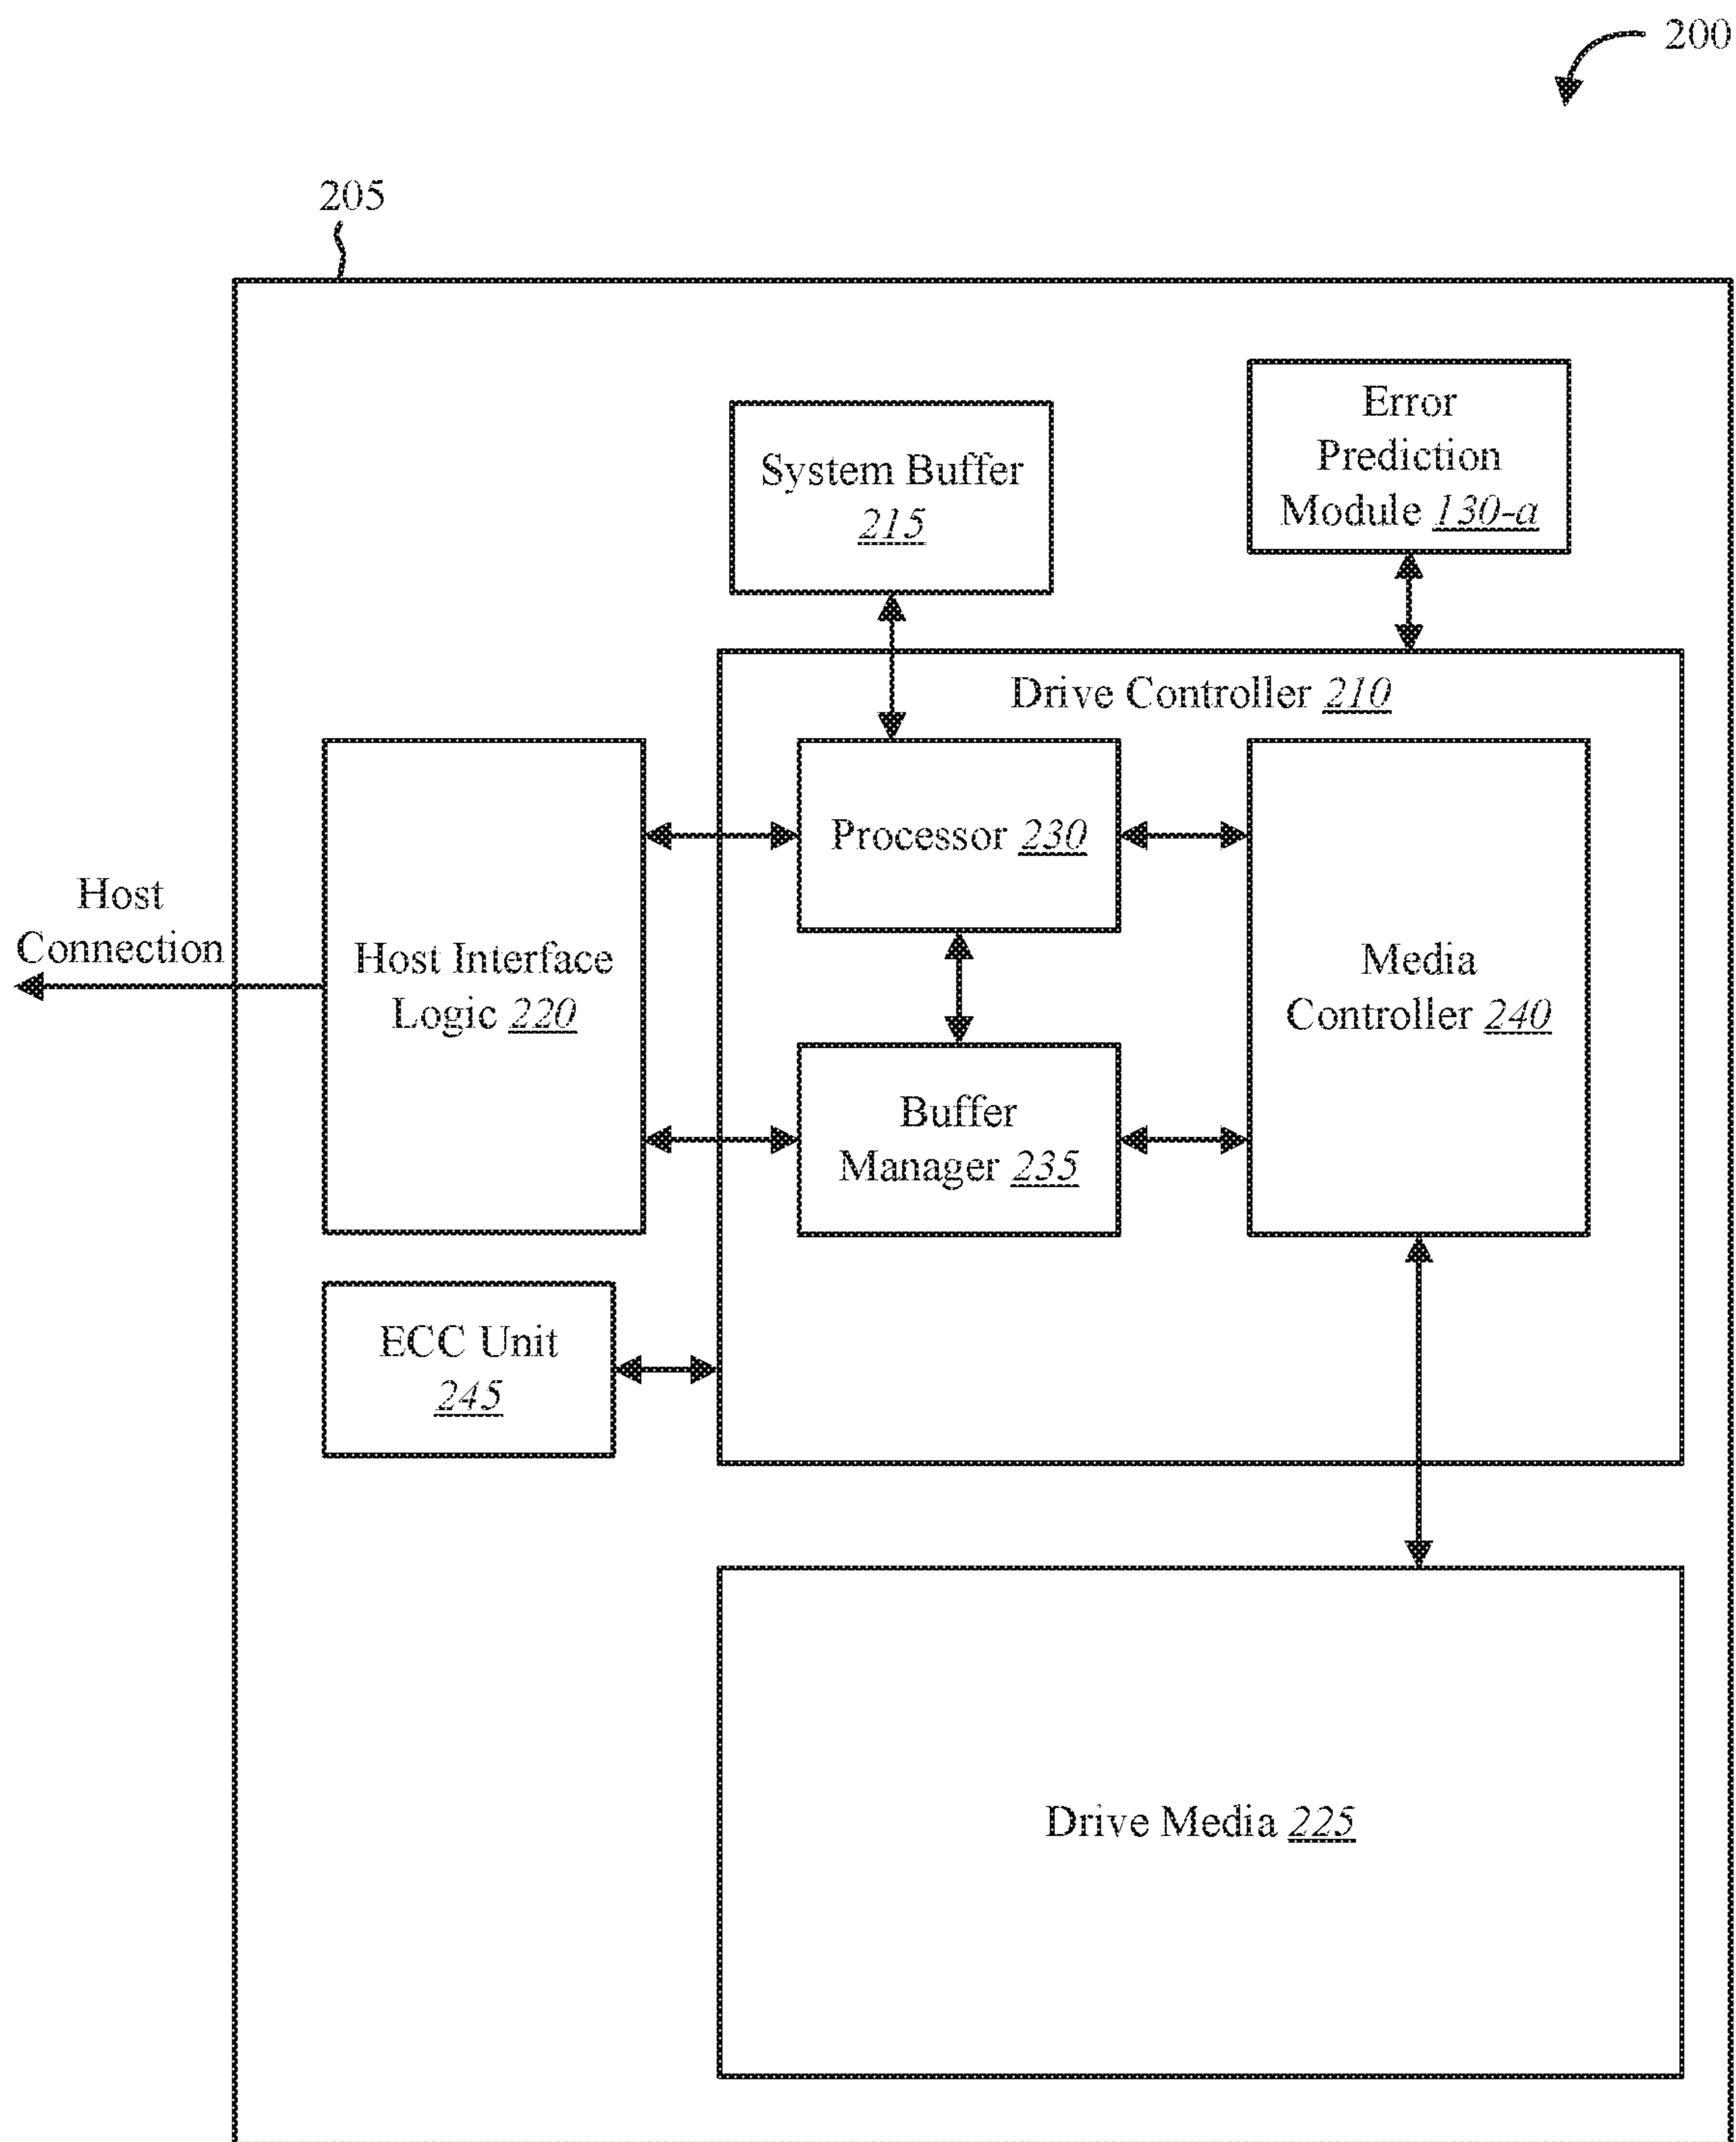 200
205
Error
Prediction
Module 130-a
System Buffer
215
Drive Controller 210
Processor 230
Host
Connection
Host Interface
Logic 220
Media
Controller 240
Buffer
Manager 235
ECC Unit
245
Drive Media 225